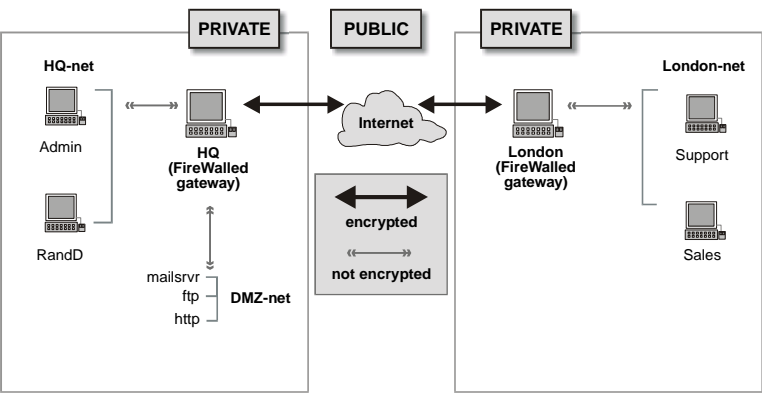 PRIVATE
PUBLIC
PRIVATE
HQ-net
London-net
Admin
HQ
(FireWalled
gateway)
Internet
London
(FireWalled
gateway)
Support
RandD
encrypted
not encrypted
Sales
mailsrvr
ftp
http
DMZ-net